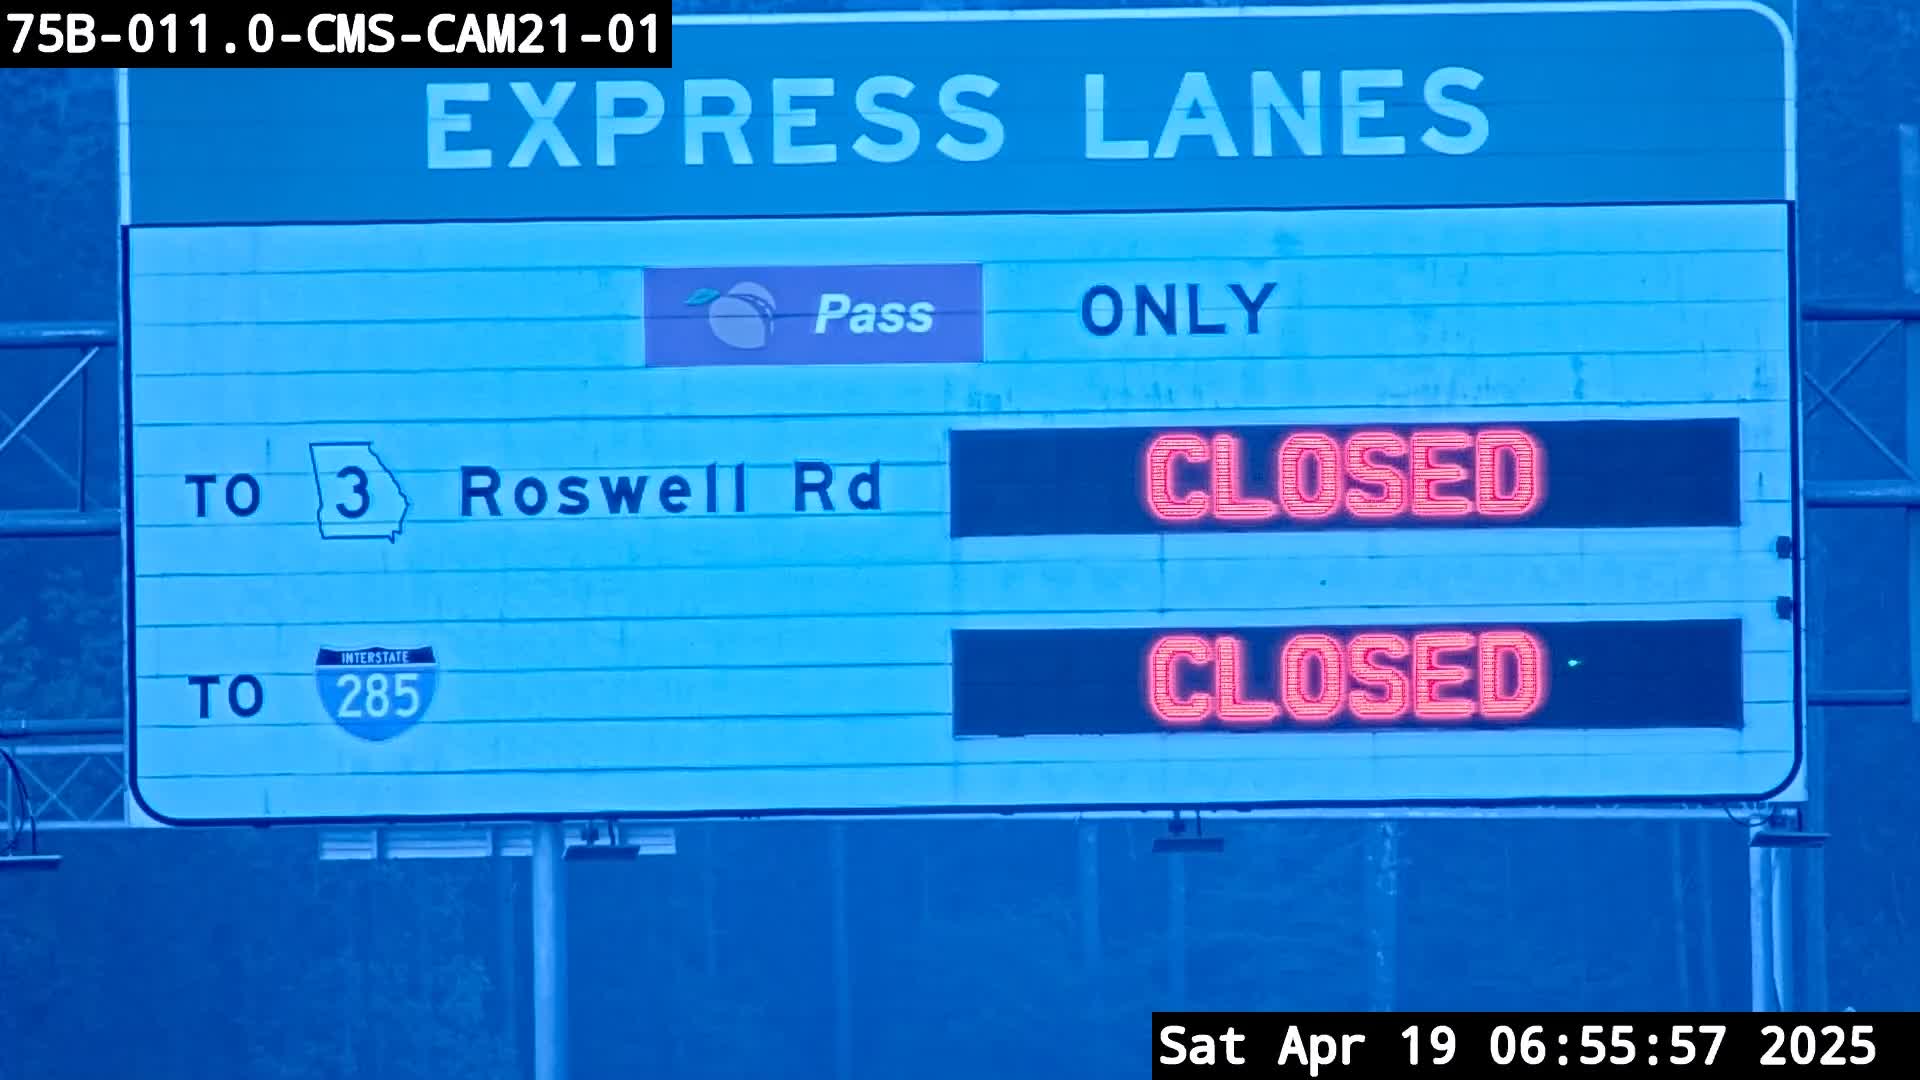 75B-011.0-CMS-CAM21-01
EXPRESS LANES
Pass ONLY
TO 3 Roswell Rd CLOSED
TO INTERSTATE 285 CLOSED
Sat Apr 19 06:55:57 2025